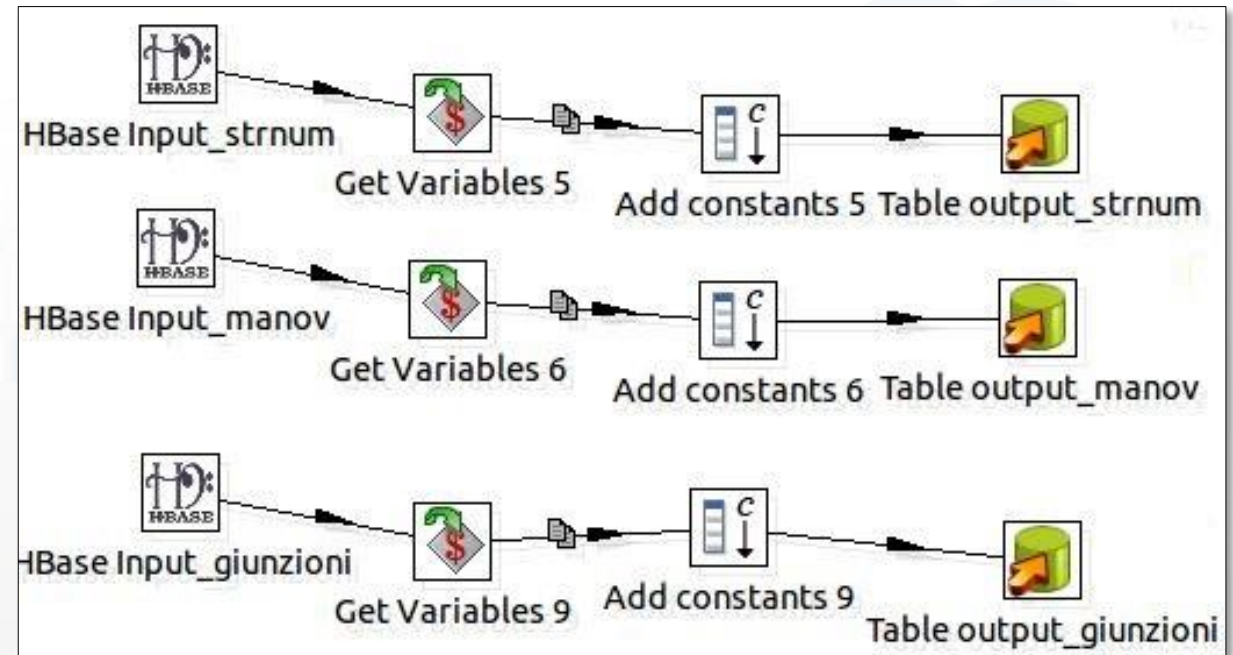 HBASE
HBase Input_strnum
Get Variables 5
C
Add constants 5
Table output_strnum
HBASE
HBase Input_manov
Get Variables 6
C
Add constants 6
Table output_manov
HBASE
HBase Input_giunzioni
Get Variables 9
C
Add constants 9
Table output_giunzioni